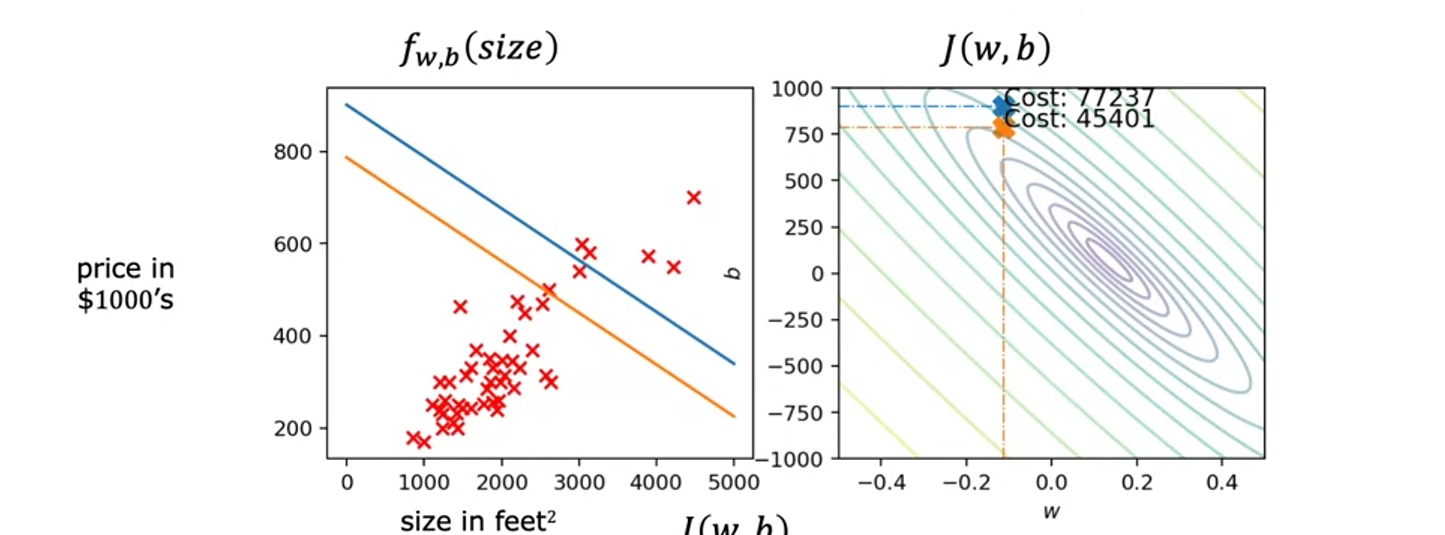 f_{w,b}(size)
J(w, b)
price in
$1000's
800
600
400
200
0 1000 2000 3000 4000 5000
size in feet²
1000
750
500
250
0
−250
−500
−750
−1000
b
Cost: 77237
Cost: 45401
−0.4 −0.2 0.0 0.2 0.4
w
J(w, b)